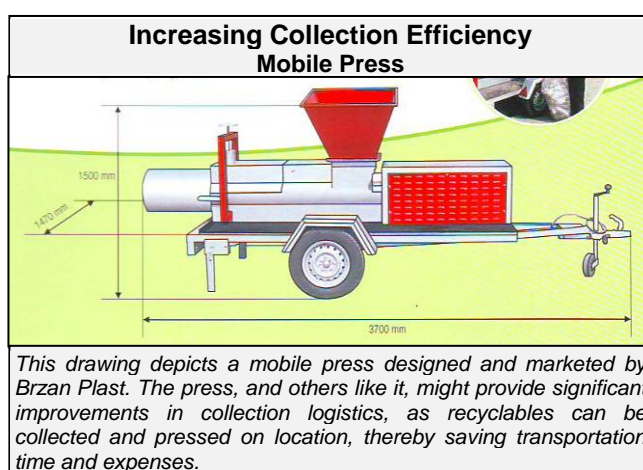 Increasing Collection Efficiency
Mobile Press
1500 mm
1470 mm
3700 mm
This drawing depicts a mobile press designed and marketed by
Brzan Plast. The press, and others like it, might provide significant
improvements in collection logistics, as recyclables can be
collected and pressed on location, thereby saving transportation
time and expenses.